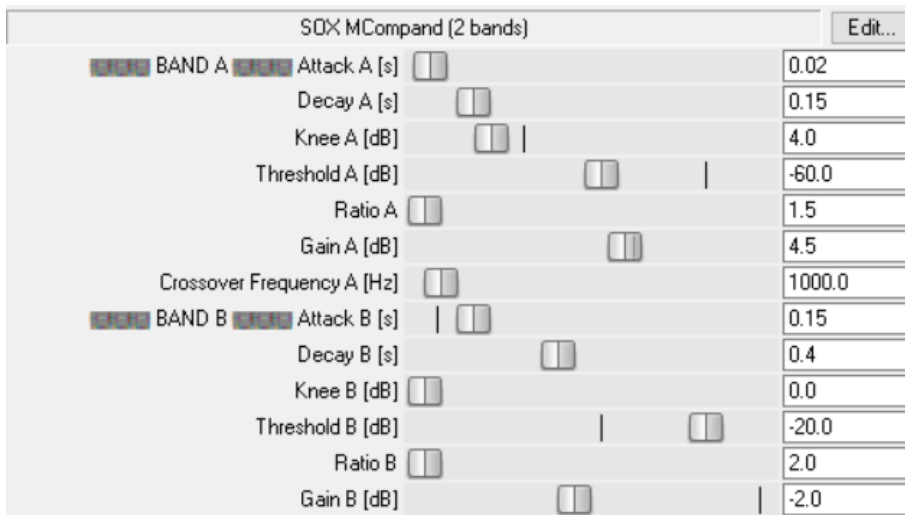 SOX MCompand (2 bands) Edit...
BAND A Attack A [s] 0.02
Decay A [s] 0.15
Knee A [dB] 4.0
Threshold A [dB] -60.0
Ratio A 1.5
Gain A [dB] 4.5
Crossover Frequency A [Hz] 1000.0
BAND B Attack B [s] 0.15
Decay B [s] 0.4
Knee B [dB] 0.0
Threshold B [dB] -20.0
Ratio B 2.0
Gain B [dB] -2.0